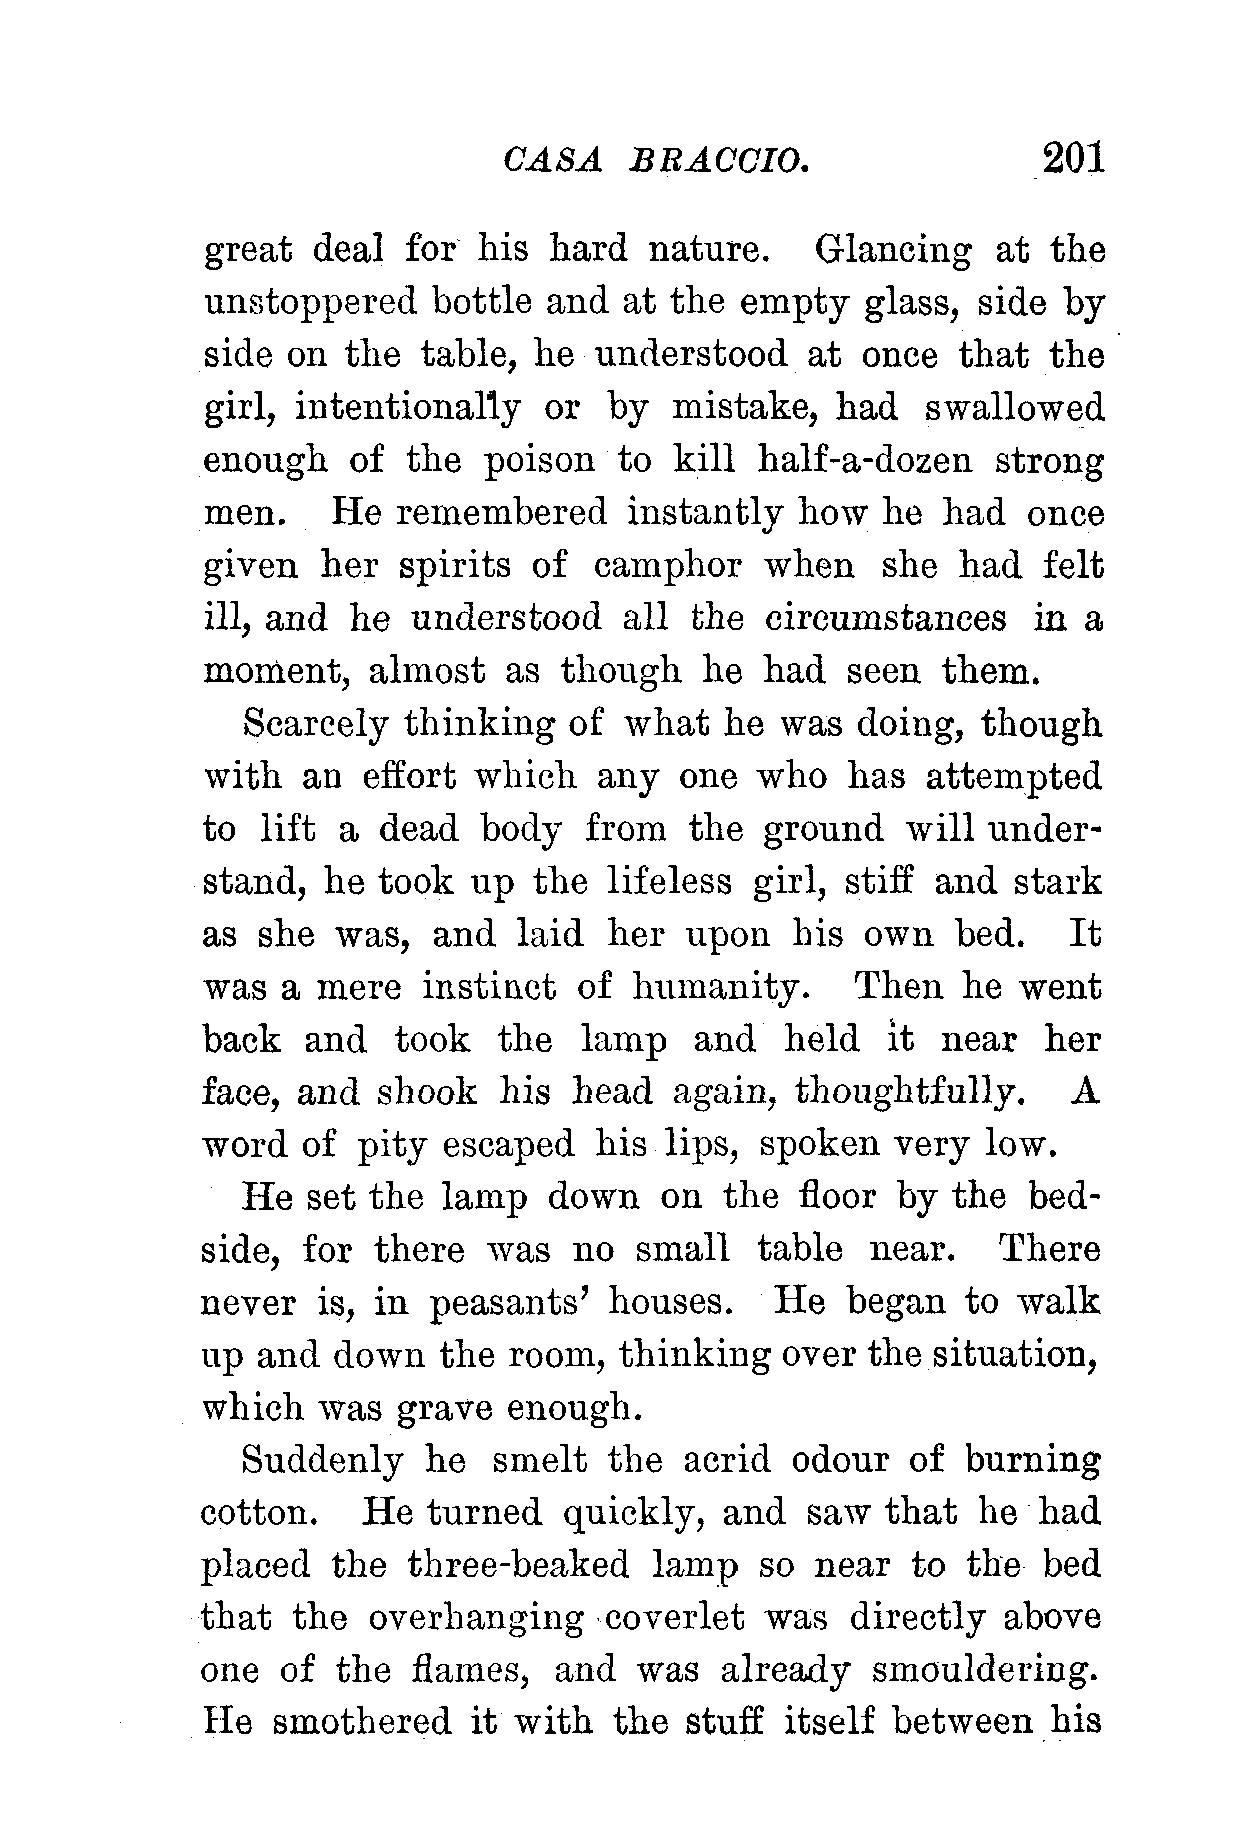 CASA BRACCIO. 201
great deal for his hard nature. Glancing at the
unstoppered bottle and at the empty glass, side by
side on the table, he understood at once that the
girl, intentionally or by mistake, had swallowed
enough of the poison to kill half-a-dozen strong
men. He remembered instantly how he had once
given her spirits of camphor when she had felt
ill, and he understood all the circumstances in a
moment, almost as though he had seen them.
Scarcely thinking of what he was doing, though
with an effort which any one who has attempted
to lift a dead body from the ground will under-
stand, he took up the lifeless girl, stiff and stark
as she was, and laid her upon his own bed. It
was a mere instinct of humanity. Then he went
back and took the lamp and held it near her
face, and shook his head again, thoughtfully. A
word of pity escaped his lips, spoken very low.
He set the lamp down on the floor by the bed-
side, for there was no small table near. There
never is, in peasants' houses. He began to walk
up and down the room, thinking over the situation,
which was grave enough.
Suddenly he smelt the acrid odour of burning
cotton. He turned quickly, and saw that he had
placed the three-beaked lamp so near to the bed
that the overhanging coverlet was directly above
one of the flames, and was already smouldering.
He smothered it with the stuff itself between his